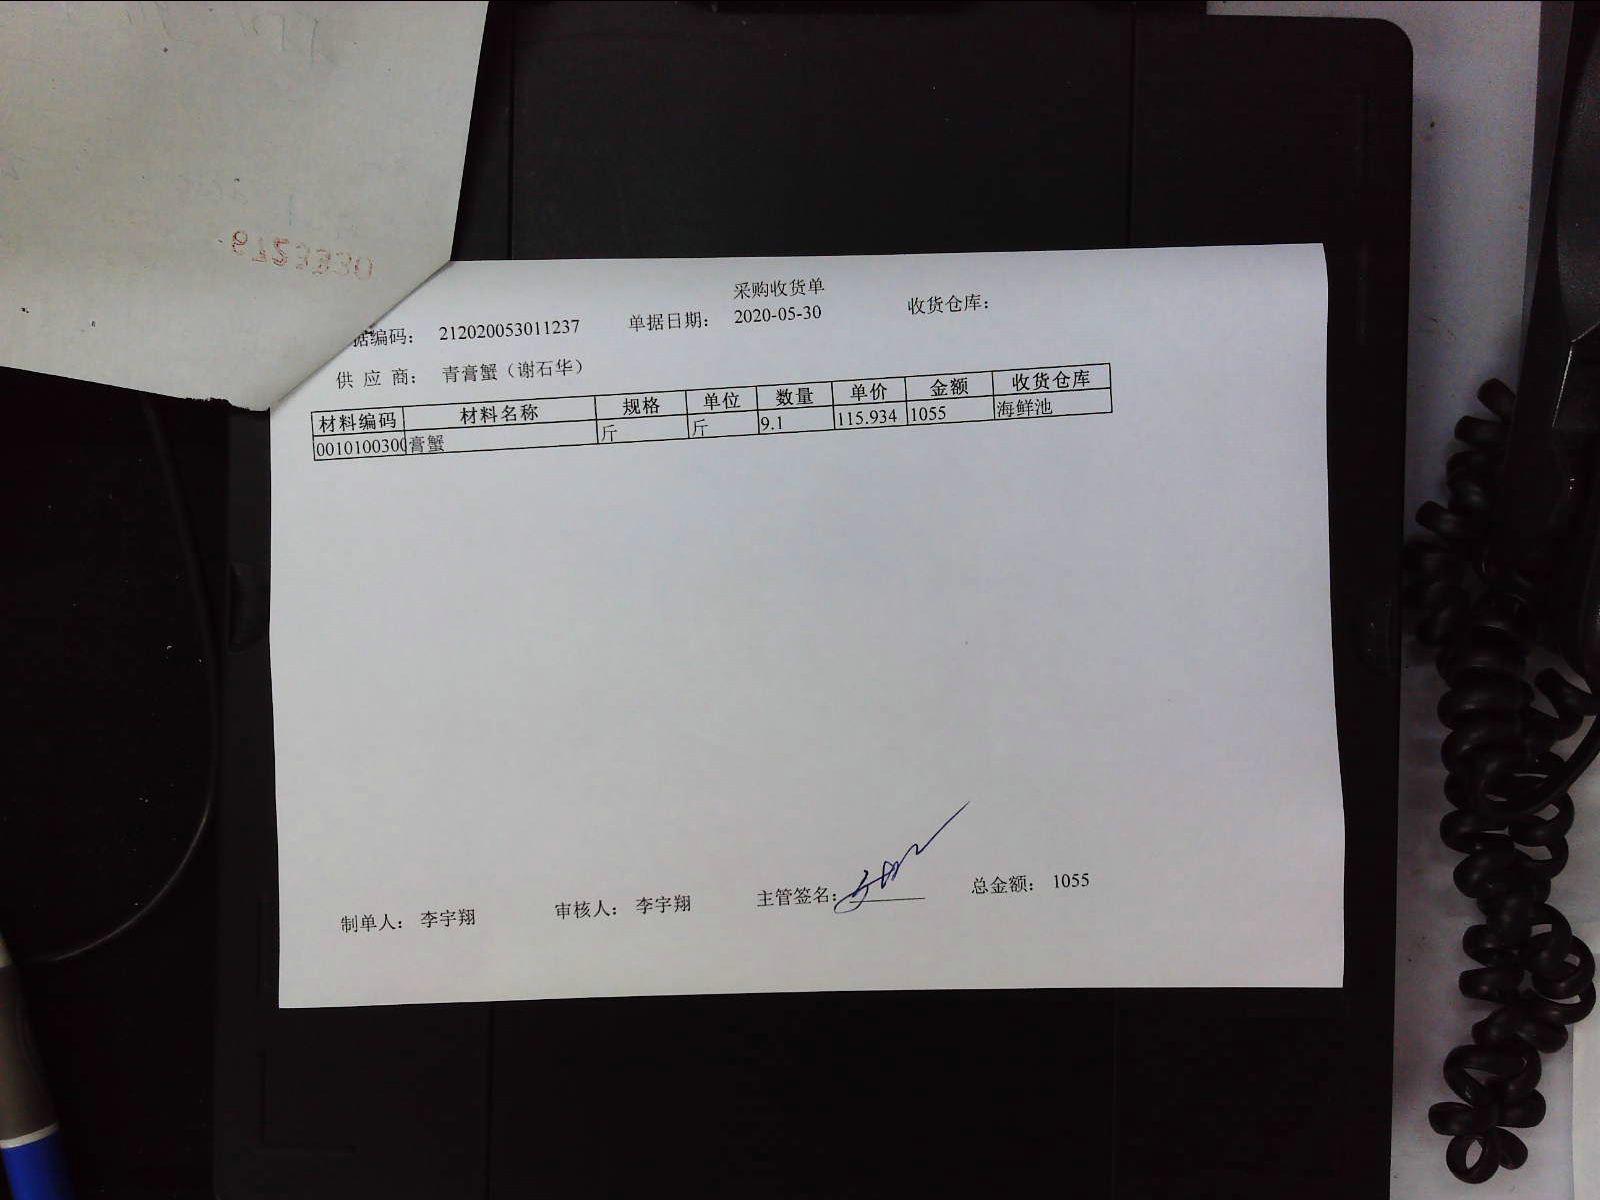 采购收货单
据编码： 212020053011237 单据日期： 2020-05-30 收货仓库：
供 应 商： 青膏蟹（谢石华）
材料编码 材料名称 规格 单位 数量 单价 金额 收货仓库
0010100300 膏蟹 斤 斤 9.1 115.934 1055 海鲜池
制单人： 李宇翔 审核人： 李宇翔 主管签名： 总金额： 1055